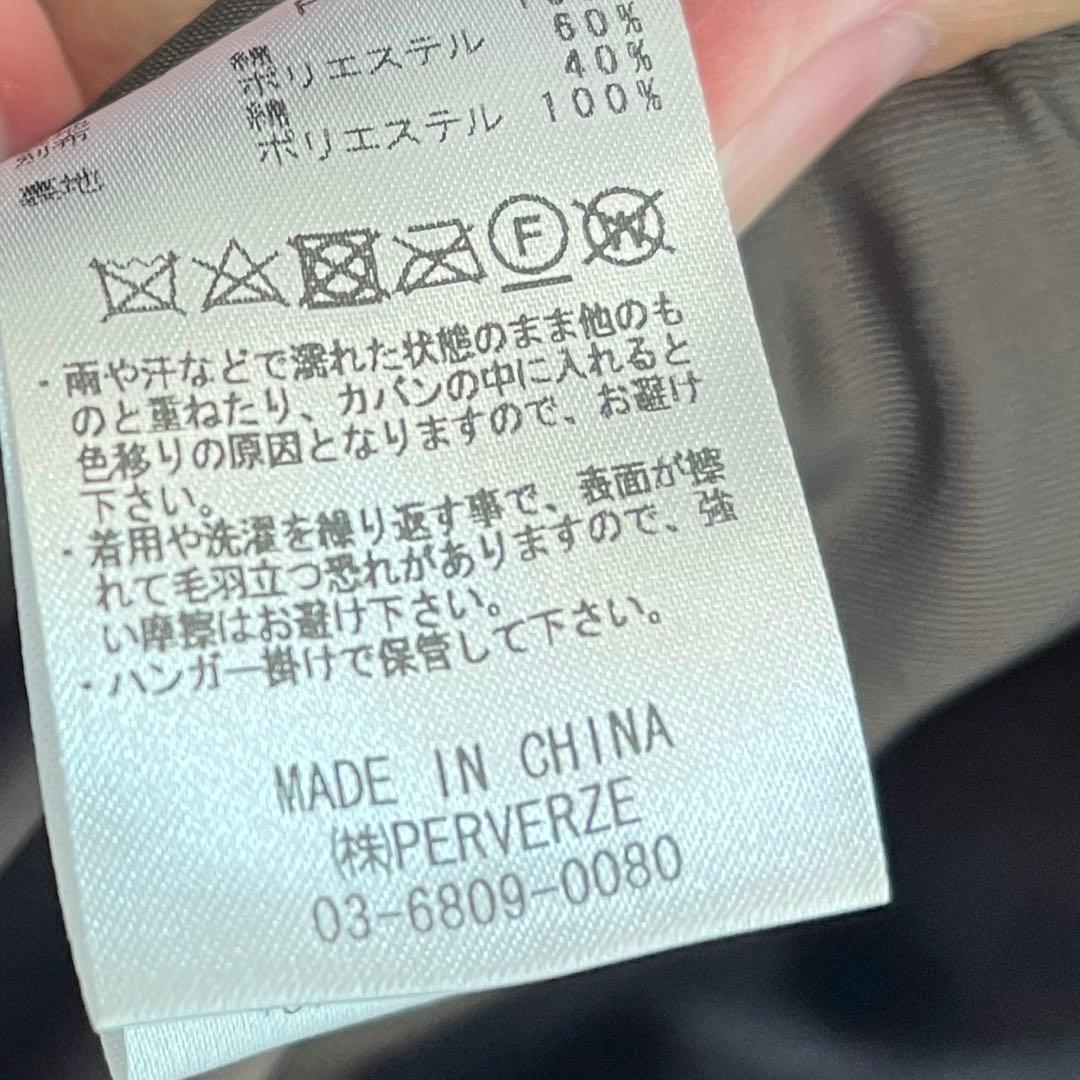 綿
ポリエステル 60%
綿 40%
裏地 ポリエステル 100%
F
W
・雨や汗などで濡れた状態のまま他のも
のと重ねたり、カバンの中に入れると
色移りの原因となりますので、お避け
下さい。
・着用や洗濯を繰り返す事で、表面が擦
れて毛羽立つ恐れがありますので、強
い摩擦はお避け下さい。
・ハンガー掛けで保管して下さい。
MADE IN CHINA
(株)PERVERZE
03-6809-0080